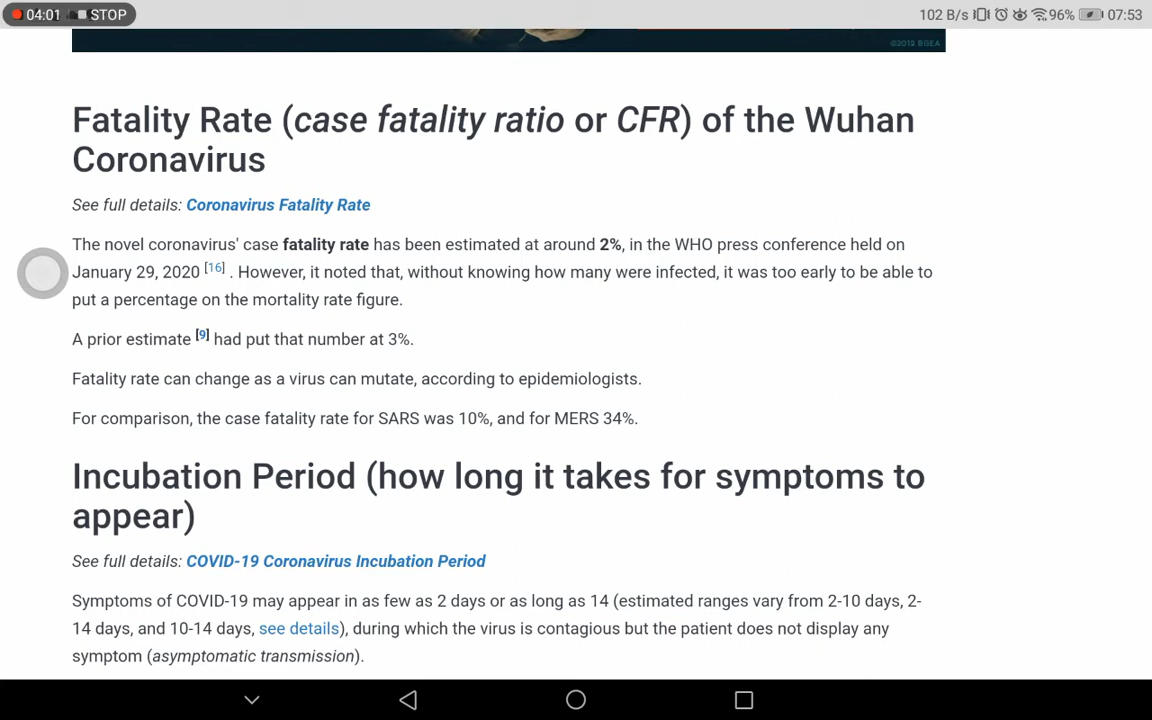 04:01 STOP 102 B/s 96% 07:53
©2019 BGEA
Fatality Rate (case fatality ratio or CFR) of the Wuhan
Coronavirus
See full details: Coronavirus Fatality Rate
The novel coronavirus' case fatality rate has been estimated at around 2%, in the WHO press conference held on
January 29, 2020 [16] . However, it noted that, without knowing how many were infected, it was too early to be able to
put a percentage on the mortality rate figure.
A prior estimate [9] had put that number at 3%.
Fatality rate can change as a virus can mutate, according to epidemiologists.
For comparison, the case fatality rate for SARS was 10%, and for MERS 34%.
Incubation Period (how long it takes for symptoms to
appear)
See full details: COVID-19 Coronavirus Incubation Period
Symptoms of COVID-19 may appear in as few as 2 days or as long as 14 (estimated ranges vary from 2-10 days, 2-
14 days, and 10-14 days, see details), during which the virus is contagious but the patient does not display any
symptom (asymptomatic transmission).